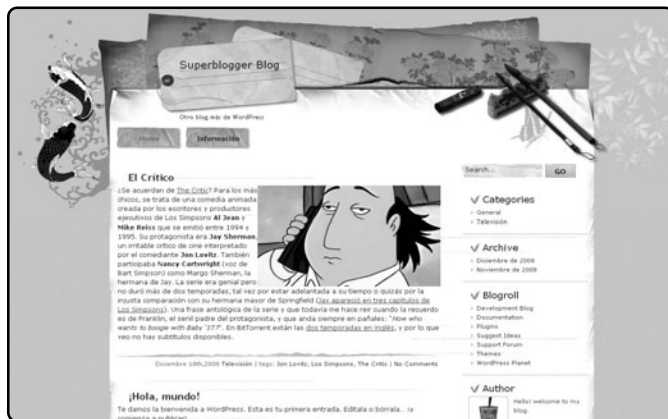 Superblogger Blog
Otro blog más de WordPress
Home
Información
El Crítico
¿Se acuerdan de The Critic? Para los más
chicos, se trata de una comedia animada
creada por los escritores y productores
ejecutivos de Los Simpsons Al Jean y
Mike Reiss que se emitió entre 1994 y
1995. Su protagonista era Jay Sherman,
un irritable crítico de cine interpretado
por el comediante Jon Lovitz. También
participaba Nancy Cartwright (voz de
Bart Simpson) como Margo Sherman, la
hermana de Jay. La serie era genial pero
no duró más de dos temporadas, tal vez por estar adelantada a su tiempo o quizás por la
injusta comparación con su hermana mayor de Springfield (Jay apareció en tres capítulos de
Los Simpsons). Una frase antológica de la serie y que todavía me hace reir cuando la recuerdo
es de Franklin, el senil padre del protagonista, y que anda siempre en pañales: "Now who
wants to boogie with Baby '37?". En BitTorrent están las dos temporadas en inglés, y por lo que
veo no hay subtítulos disponibles.
Diciembre 18th,2008 Televisión | tags: Jon Lovitz, Los Simpsons, The Critic | No Comments
¡Hola, mundo!
Te damos la bienvenida a WordPress. Esta es tu primera entrada. Edítala o bórrala... ¡y
comienza a publicar!
Search...
GO
Categories
General
Televisión
Archive
Diciembre de 2008
Noviembre de 2008
Blogroll
Development Blog
Documentation
Plugins
Suggest Ideas
Support Forum
Themes
WordPress Planet
Author
Hello! welcome to my
blog.